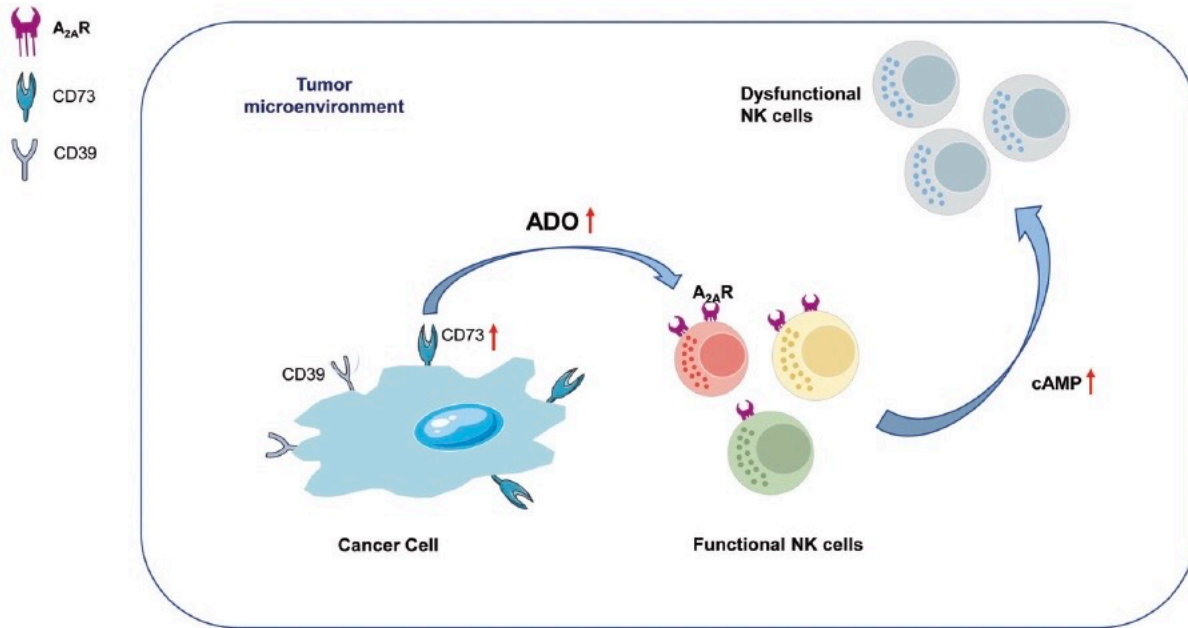 A₂ₐR
CD73
CD39
Tumor
microenvironment
Dysfunctional
NK cells
ADO
A₂ₐR
CD73
CD39
cAMP
Cancer Cell
Functional NK cells